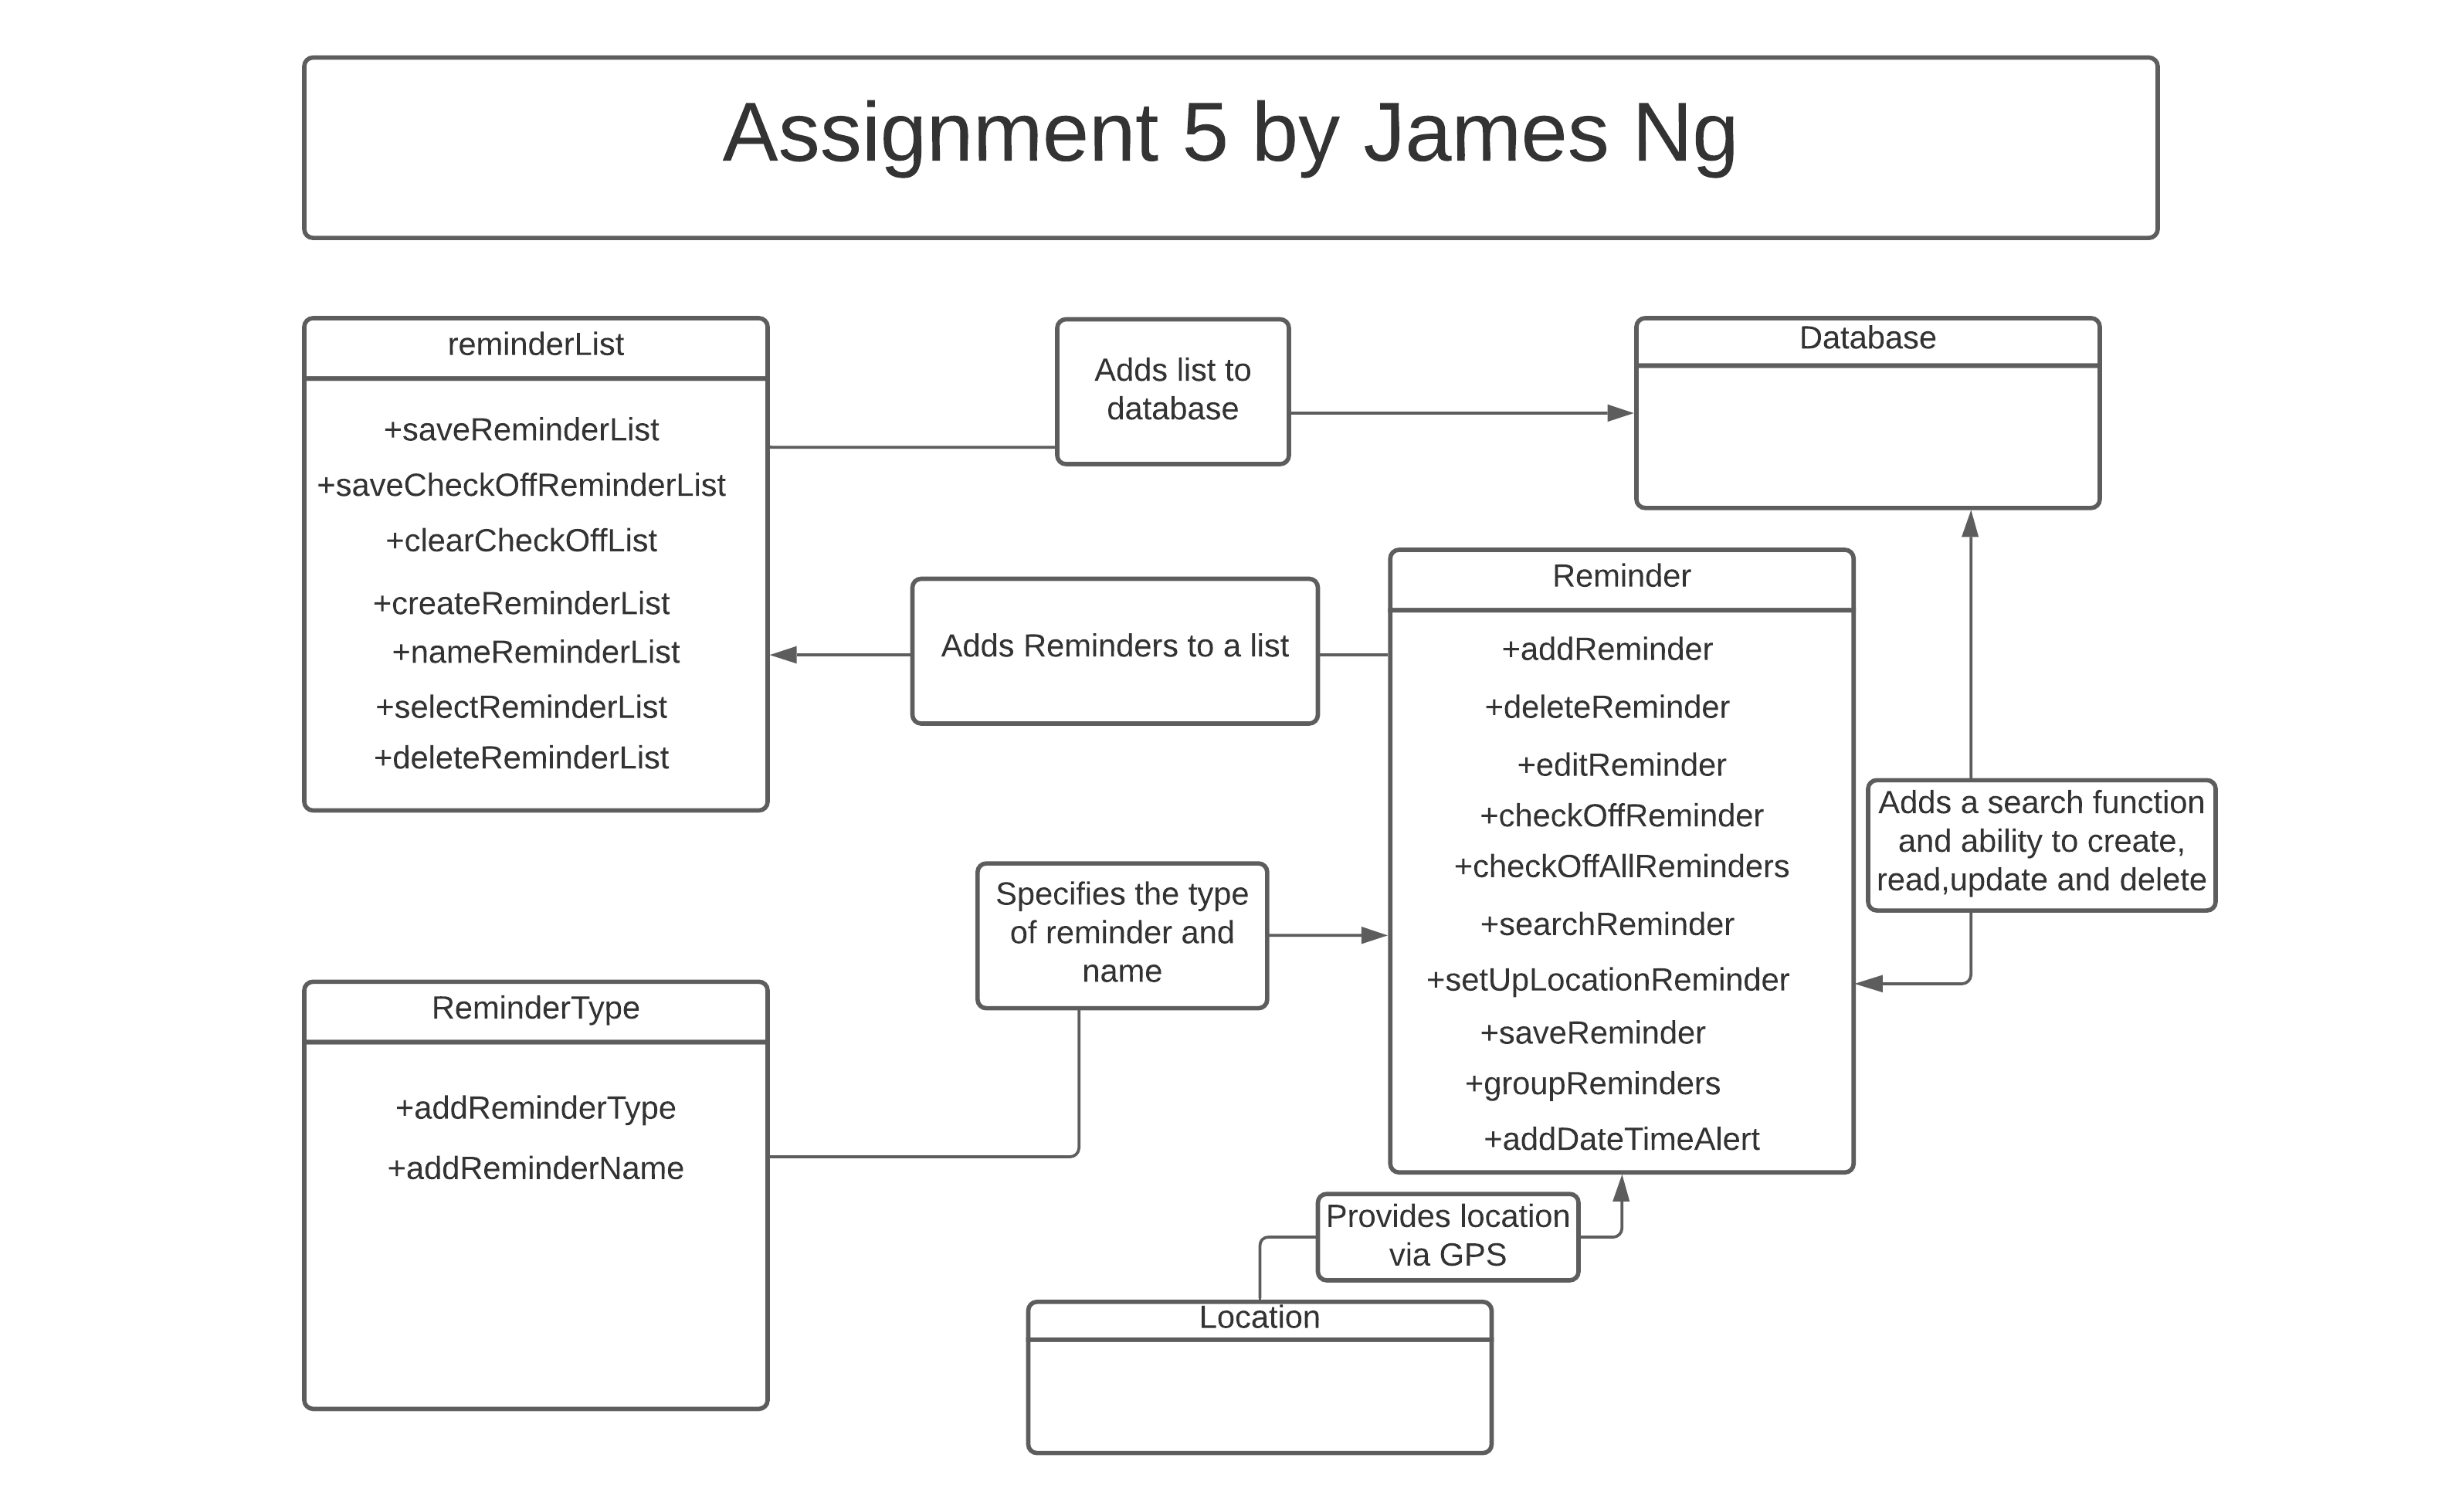 Assignment 5 by James Ng
reminderList
+saveReminderList
+saveCheckOffReminderList
+clearCheckOffList
+createReminderList
+nameReminderList
+selectReminderList
+deleteReminderList
Adds list to
database
Database
Adds Reminders to a list
Reminder
+addReminder
+deleteReminder
+editReminder
+checkOffReminder
+checkOffAllReminders
+searchReminder
+setUpLocationReminder
+saveReminder
+groupReminders
+addDateTimeAlert
Adds a search function
and ability to create,
read,update and delete
Specifies the type
of reminder and
name
ReminderType
+addReminderType
+addReminderName
Provides location
via GPS
Location